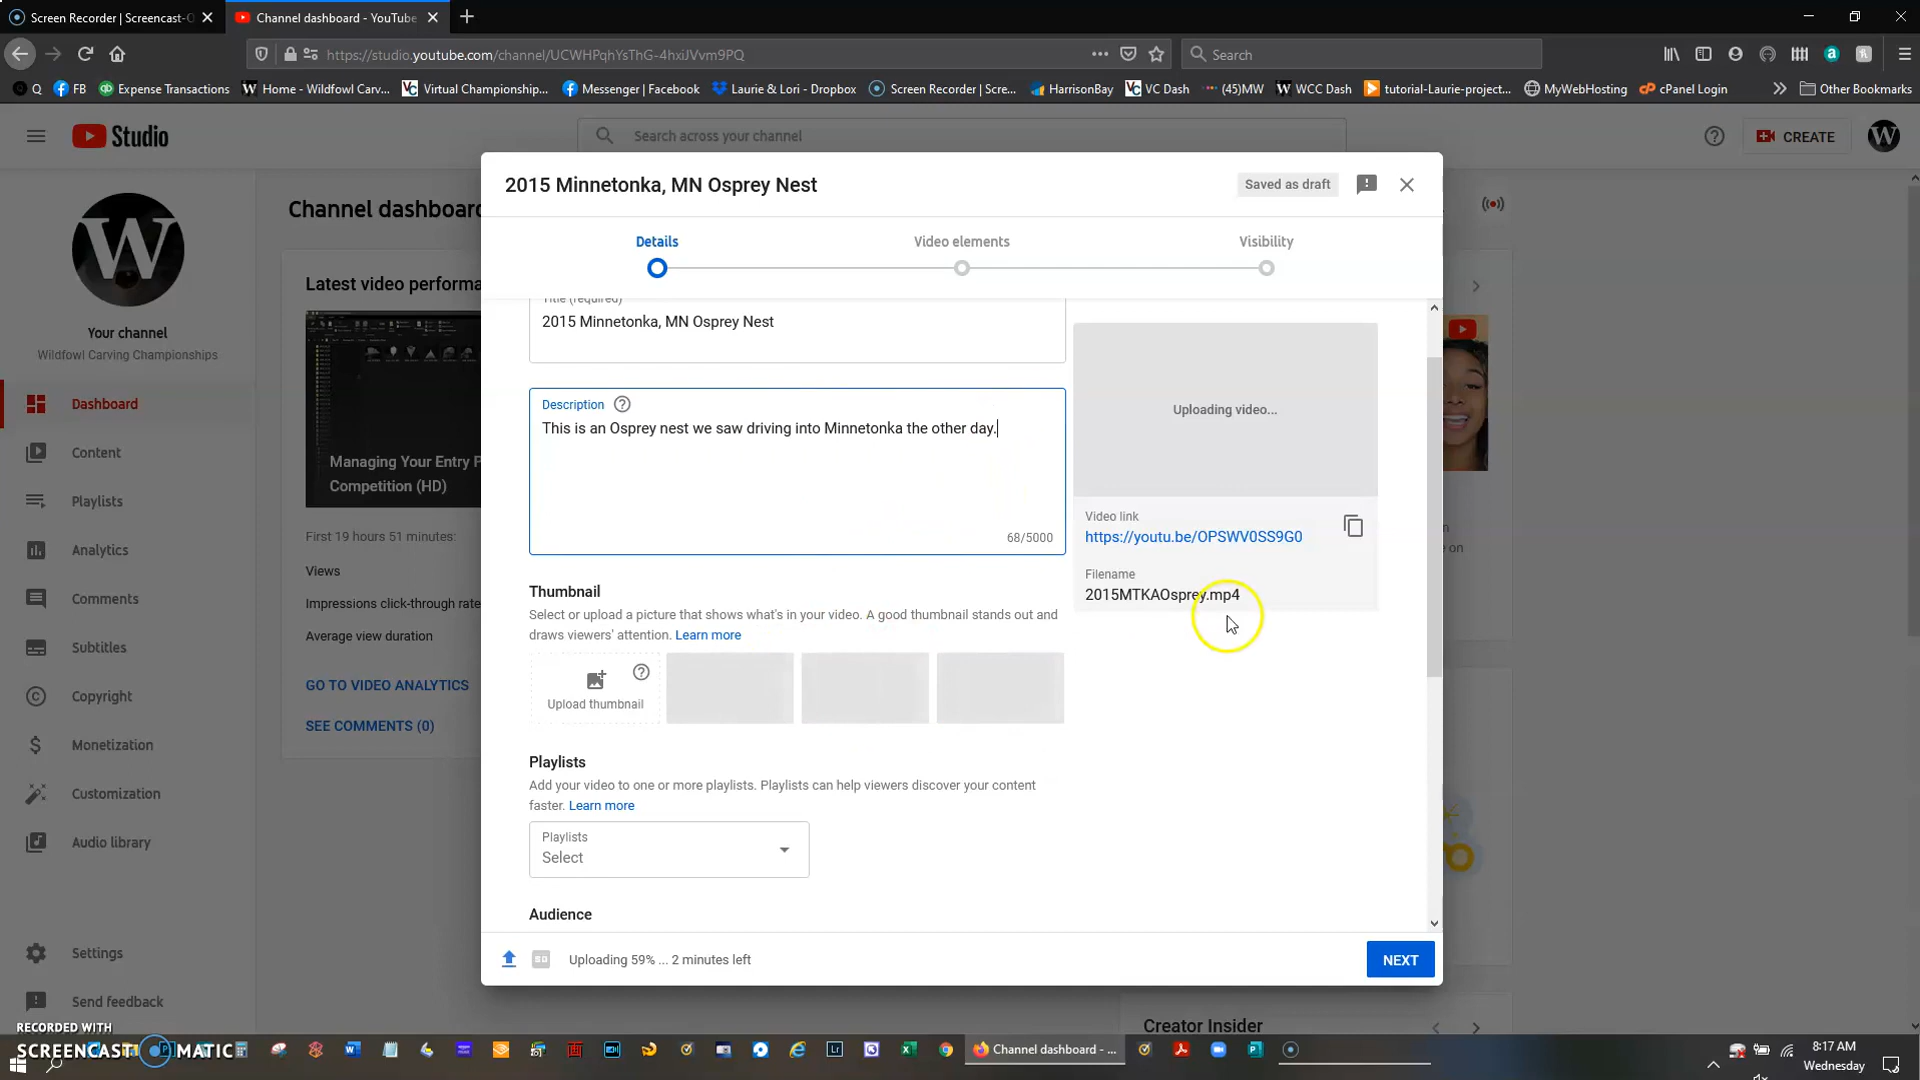 Screen Recorder | Screencast-O
Channel dashboard - YouTube
https://studio.youtube.com/channel/UCWHPqhYsThG-4hxiJVvm9PQ
Search
Q
FB
Expense Transactions
Home - Wildfowl Carv...
Virtual Championship...
Messenger | Facebook
Laurie & Lori - Dropbox
Screen Recorder | Scre...
HarrisonBay
VC Dash
(45)MW
WCC Dash
tutorial-Laurie-project...
MyWebHosting
cPanel Login
Other Bookmarks
Studio
Search across your channel
CREATE
Your channel
Wildfowl Carving Championships
Dashboard
Content
Playlists
Analytics
Comments
Subtitles
Copyright
Monetization
Customization
Audio library
Settings
Send feedback
Channel dashboard
Latest video performa
Managing Your Entry P
Competition (HD)
First 19 hours 51 minutes:
Views
Impressions click-through rate
Average view duration
GO TO VIDEO ANALYTICS
SEE COMMENTS (0)
2015 Minnetonka, MN Osprey Nest
Saved as draft
Details
Video elements
Visibility
Title (required)
2015 Minnetonka, MN Osprey Nest
Description
This is an Osprey nest we saw driving into Minnetonka the other day.
68/5000
Uploading video...
Video link
https://youtu.be/OPSWV0SS9G0
Filename
2015MTKAOsprey.mp4
Thumbnail
Select or upload a picture that shows what's in your video. A good thumbnail stands out and
draws viewers' attention. Learn more
Upload thumbnail
Playlists
Add your video to one or more playlists. Playlists can help viewers discover your content
faster. Learn more
Playlists
Select
Audience
Uploading 59% ... 2 minutes left
NEXT
e on
Creator Insider
RECORDED WITH
SCREENCAST MATIC
Channel dashboard - ...
8:17 AM
Wednesday